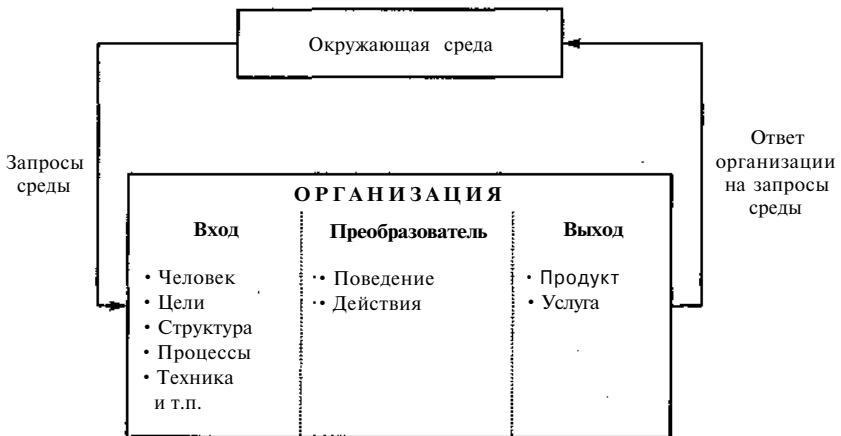 Окружающая среда
Запросы
среды
Ответ
организации
на запросы
среды
ОРГАНИЗАЦИЯ
Вход
• Человек
• Цели
• Структура
• Процессы
• Техника
и т.п.
Преобразователь
• Поведение
• Действия
Выход
• Продукт
• Услуга